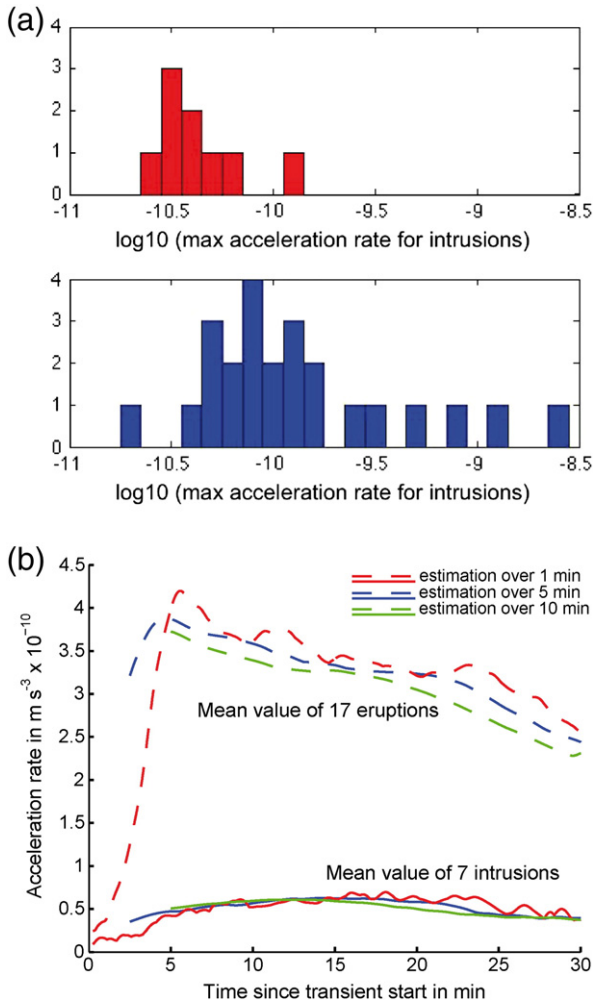 (a)
4
3
2
1
0
-11 -10.5 -10 -9.5 -9 -8.5
log10 (max acceleration rate for intrusions)
4
3
2
1
0
-11 -10.5 -10 -9.5 -9 -8.5
log10 (max acceleration rate for intrusions)
(b)
4.5
4
3.5
3
2.5
2
1.5
1
0.5
0
Acceleration rate in m s⁻³ x 10⁻¹⁰
estimation over 1 min
estimation over 5 min
estimation over 10 min
Mean value of 17 eruptions
Mean value of 7 intrusions
0 5 10 15 20 25 30
Time since transient start in min